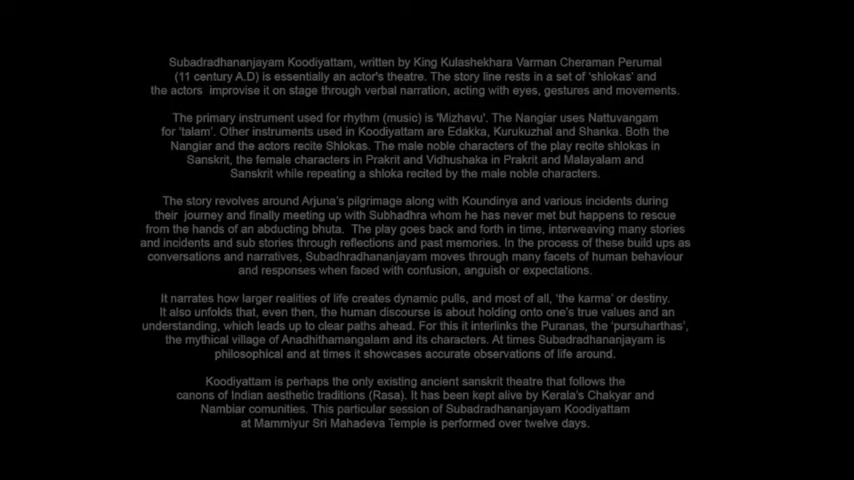 Subadradhananjayam Koodiyattam, written by King Kulashekhara Varman Cheraman Perumal
(11 century A.D) is essentially an actor's theatre. The story line rests in a set of ‘shlokas’ and
the actors improvise it on stage through verbal narration, acting with eyes, gestures and movements.
The primary instrument used for rhythm (music) is 'Mizhavu'. The Nangiar uses Nattuvangam
for ‘talam’. Other instruments used in Koodiyattam are Edakka, Kurukuzhal and Shanka. Both the
Nangiar and the actors recite Shlokas. The male noble characters of the play recite shlokas in
Sanskrit, the female characters in Prakrit and Vidhushaka in Prakrit and Malayalam and
Sanskrit while repeating a shloka recited by the male noble characters.
The story revolves around Arjuna’s pilgrimage along with Koundinya and various incidents during
their journey and finally meeting up with Subhadhra whom he has never met but happens to rescue
from the hands of an abducting bhuta. The play goes back and forth in time, interweaving many stories
and incidents and sub stories through reflections and past memories. In the process of these build ups as
conversations and narratives, Subadhradhananjayam moves through many facets of human behaviour
and responses when faced with confusion, anguish or expectations.
It narrates how larger realities of life creates dynamic pulls, and most of all, ‘the karma’ or destiny.
It also unfolds that, even then, the human discourse is about holding onto one’s true values and an
understanding, which leads up to clear paths ahead. For this it interlinks the Puranas, the ‘pursuharthas’,
the mythical village of Anadhithamangalam and its characters. At times Subadradhananjayam is
philosophical and at times it showcases accurate observations of life around.
Koodiyattam is perhaps the only existing ancient sanskrit theatre that follows the
canons of Indian aesthetic traditions (Rasa). It has been kept alive by Kerala’s Chakyar and
Nambiar comunities. This particular session of Subadradhananjayam Koodiyattam
at Mammiyur Sri Mahadeva Temple is performed over twelve days.